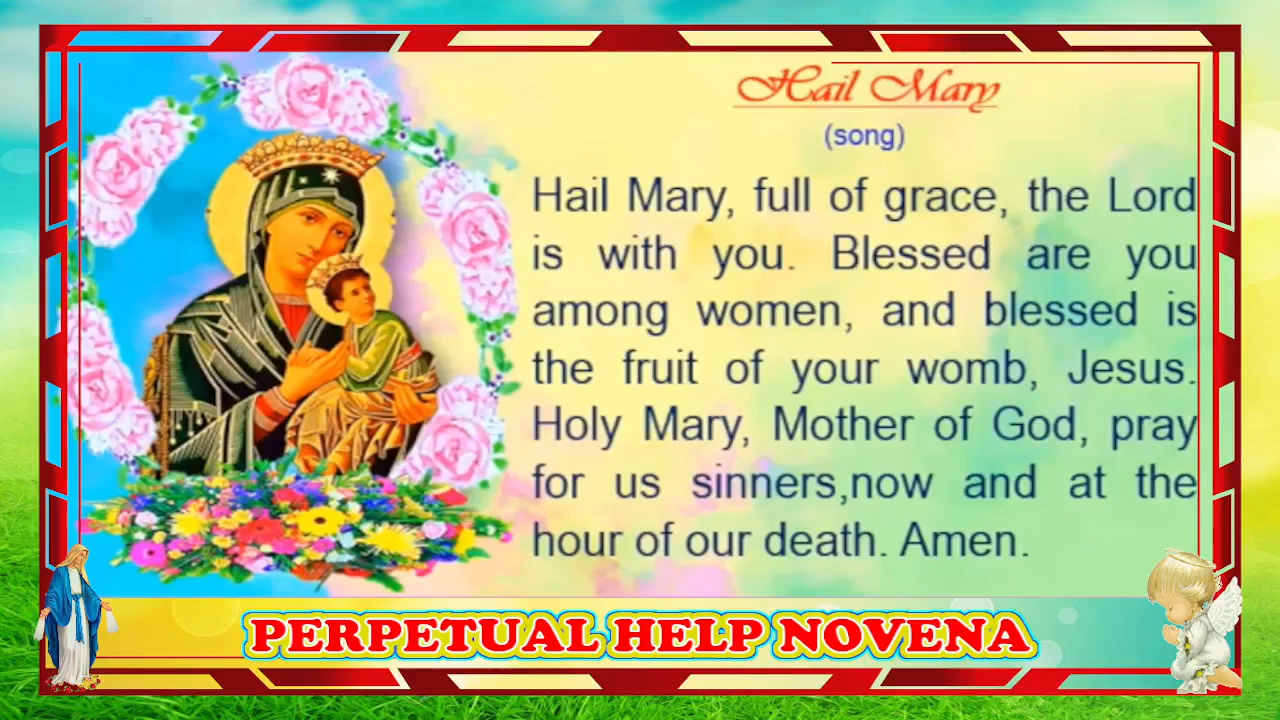 Hail Mary
(song)
Hail Mary, full of grace, the Lord
is with you. Blessed are you
among women, and blessed is
the fruit of your womb, Jesus.
Holy Mary, Mother of God, pray
for us sinners,now and at the
hour of our death. Amen.
PERPETUAL HELP NOVENA